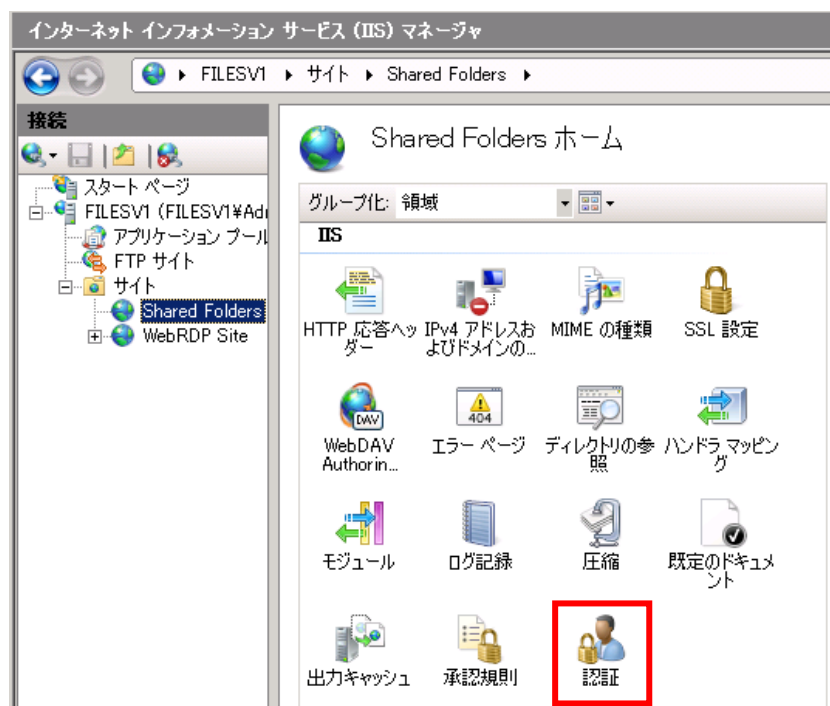 インターネット インフォメーション サービス (IIS) マネージャ
FILESV1 サイト Shared Folders
接続
スタート ページ
FILESV1 (FILESV1¥Adı
アプリケーション プール
FTP サイト
サイト
Shared Folders
WebRDP Site
Shared Folders ホーム
グループ化: 領域
IIS
HTTP 応答ヘッ
ダー
IPv4 アドレスお
よびドメインの...
MIME の種類
SSL 設定
DAV
WebDAV
Authorin...
404
エラー ページ
ディレクトリの参
照
ハンドラ マッピン
グ
モジュール
ログ記録
圧縮
既定のドキュメ
ント
出力キャッシュ
承認規則
認証